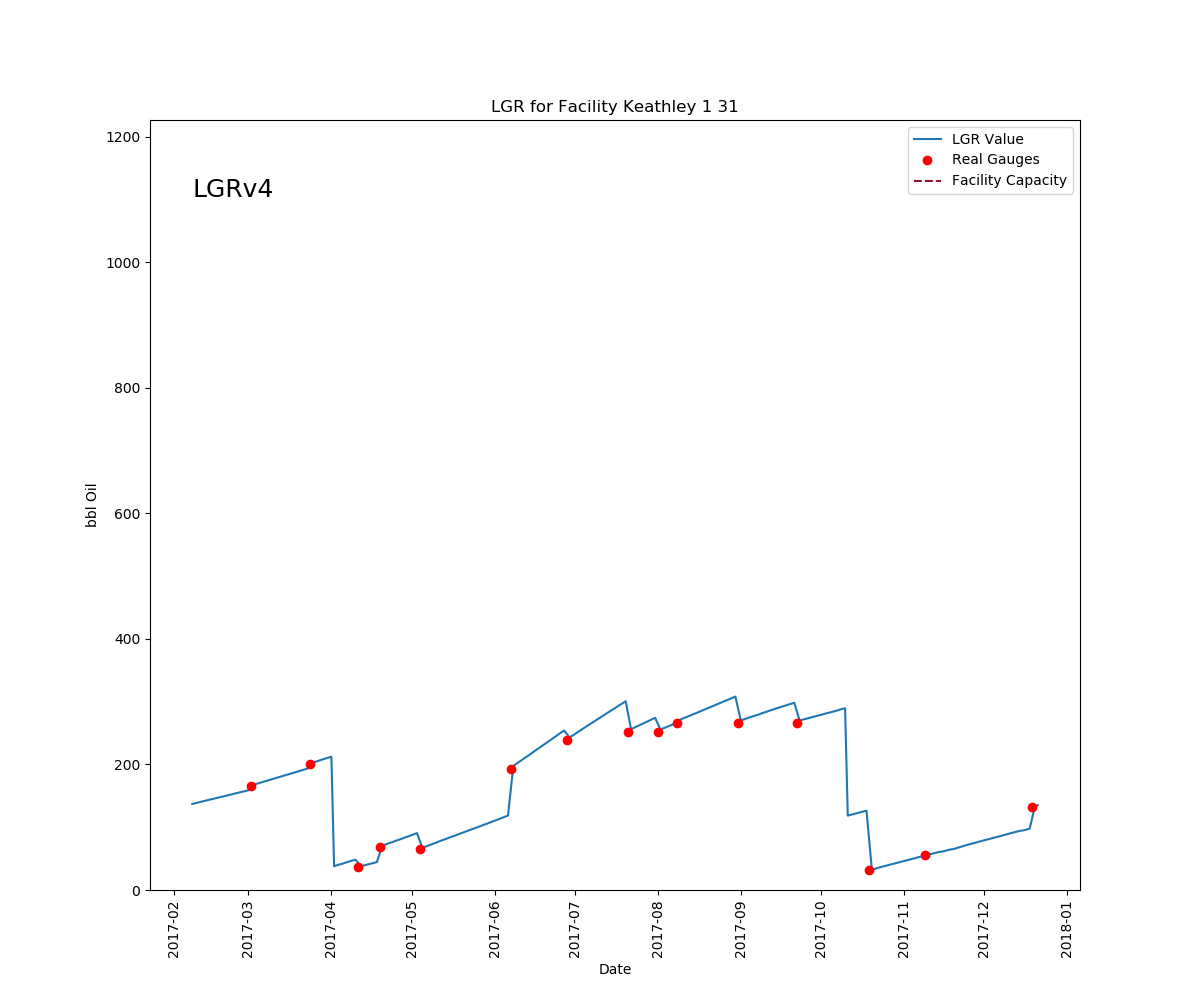 LGR for Facility Keathley 1 31
LGRv4
LGR Value
Real Gauges
Facility Capacity
1200
1000
800
600
400
200
0
bbl Oil
2017-02
2017-03
2017-04
2017-05
2017-06
2017-07
2017-08
2017-09
2017-10
2017-11
2017-12
2018-01
Date